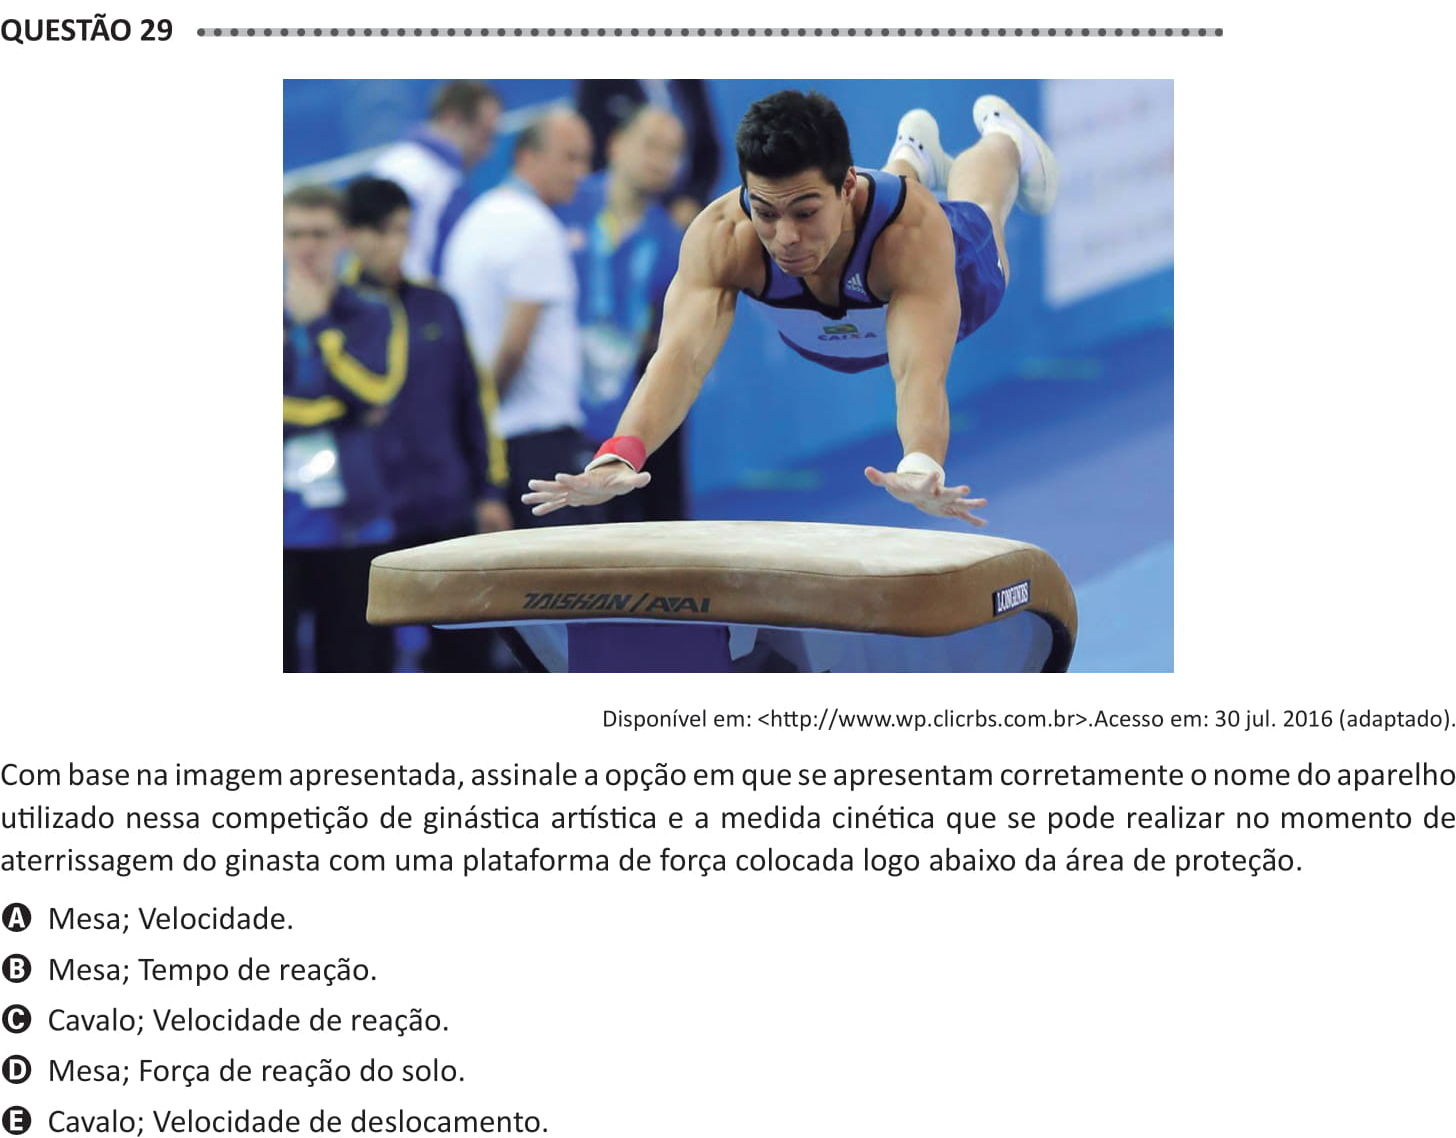 QUESTÃO 29
adidas
CAIXA
TAISHAN / AAI
LONGINES
Disponível em: <http://www.wp.clicrbs.com.br>.Acesso em: 30 jul. 2016 (adaptado).
Com base na imagem apresentada, assinale a opção em que se apresentam corretamente o nome do aparelho
utilizado nessa competição de ginástica artística e a medida cinética que se pode realizar no momento de
aterrissagem do ginasta com uma plataforma de força colocada logo abaixo da área de proteção.
A Mesa; Velocidade.
B Mesa; Tempo de reação.
C Cavalo; Velocidade de reação.
D Mesa; Força de reação do solo.
E Cavalo; Velocidade de deslocamento.